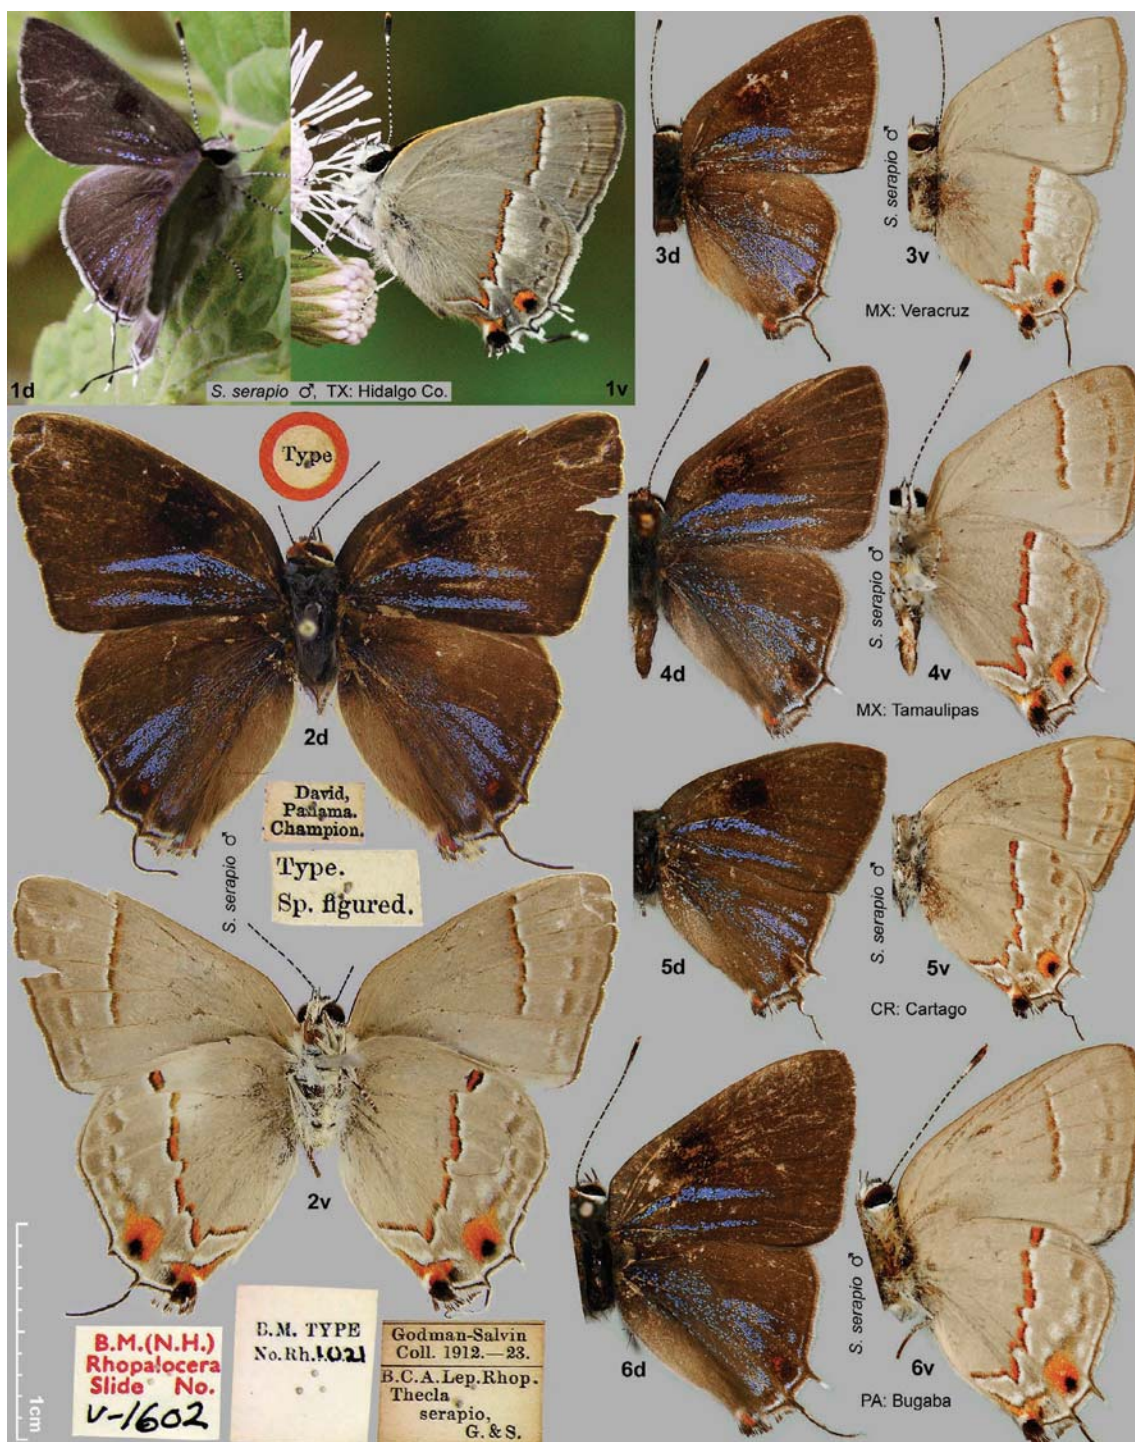 1d
S. serapio ♂, TX: Hidalgo Co.
1v
3d
S. serapio ♂
3v
MX: Veracruz
Type
2d
David,
Panama.
Champion.
Type.
Sp. figured.
4d
S. serapio ♂
4v
MX: Tamaulipas
5d
S. serapio ♂
5v
CR: Cartago
S. serapio ♂
2v
6d
S. serapio ♂
6v
PA: Bugaba
1cm
B.M.(N.H.)
Rhopalocera
Slide No.
V-1602
B.M. TYPE
No.Rh.1021
Godman-Salvin
Coll. 1912.—23.
B.C.A.Lep.Rhop.
Thecla
serapio,
G. & S.